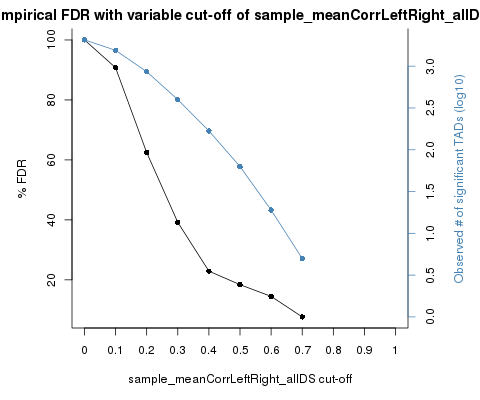 mpirical FDR with variable cut-off of sample_meanCorrLeftRight_allD
% FDR
20
40
60
80
100
0.0
0.5
1.0
1.5
2.0
2.5
3.0
Observed # of significant TADs (log10)
0 0.1 0.2 0.3 0.4 0.5 0.6 0.7 0.8 0.9 1
sample_meanCorrLeftRight_allDS cut-off